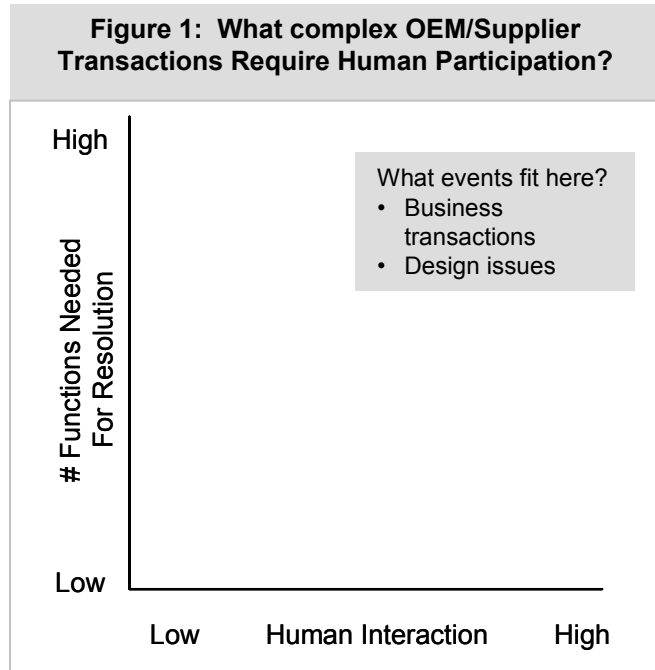 Figure 1:  What complex OEM/Supplier
Transactions Require Human Participation?
High
What events fit here?
• Business
transactions
• Design issues
# Functions Needed
For Resolution
Low
Low Human Interaction High